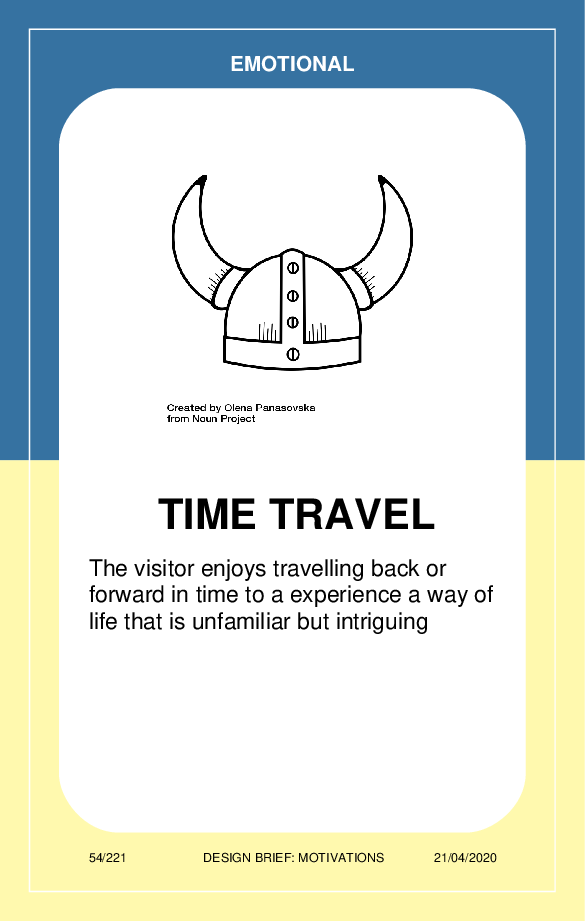 EMOTIONAL
Created by Olena Panasovska
from Noun Project
TIME TRAVEL
The visitor enjoys travelling back or
forward in time to a experience a way of
life that is unfamiliar but intriguing
54/221 DESIGN BRIEF: MOTIVATIONS 21/04/2020